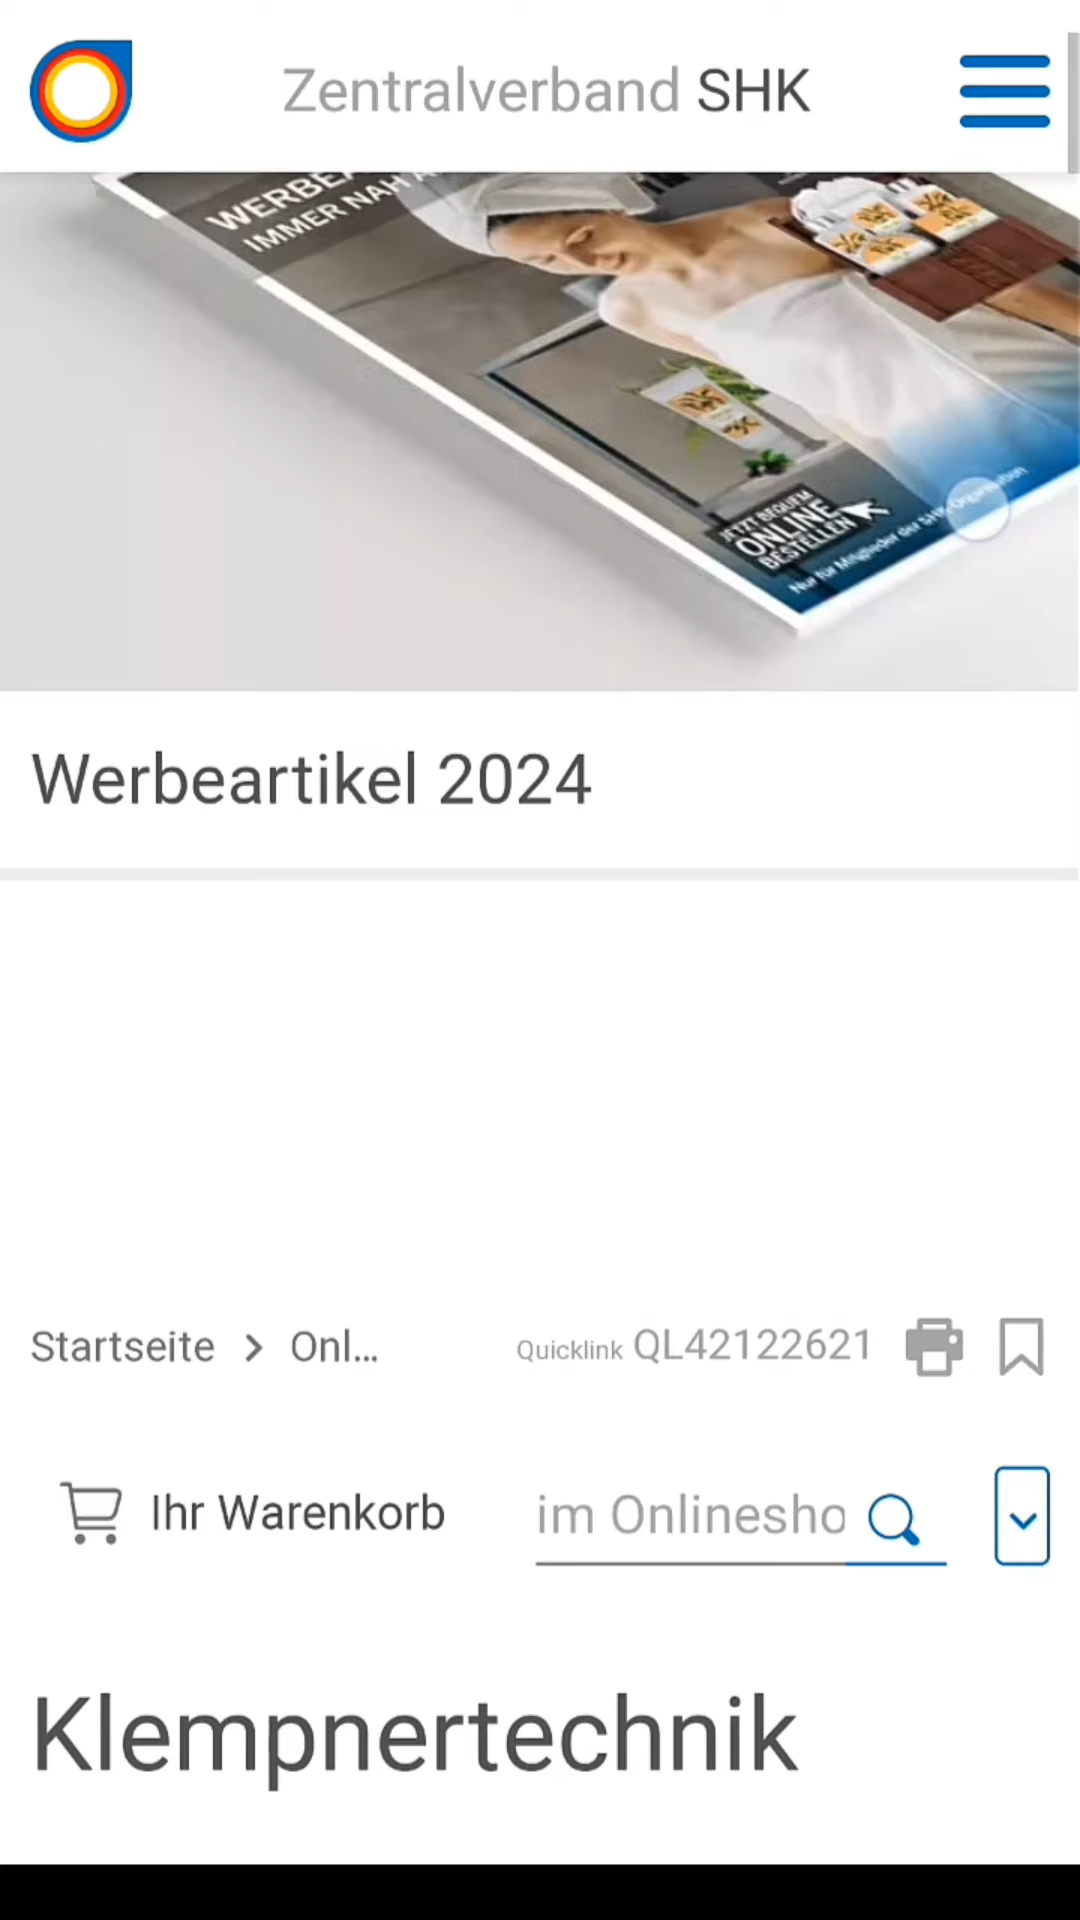 Zentralverband SHK
IMMER NAH
JETZT BEQUEM
ONLINE
BESTELLEN
Nur für Mitglieder der SHK-Organisation
Werbeartikel 2024
Startseite > Onl... Quicklink QL42122621
Ihr Warenkorb im Onlinesho
Klempnertechnik